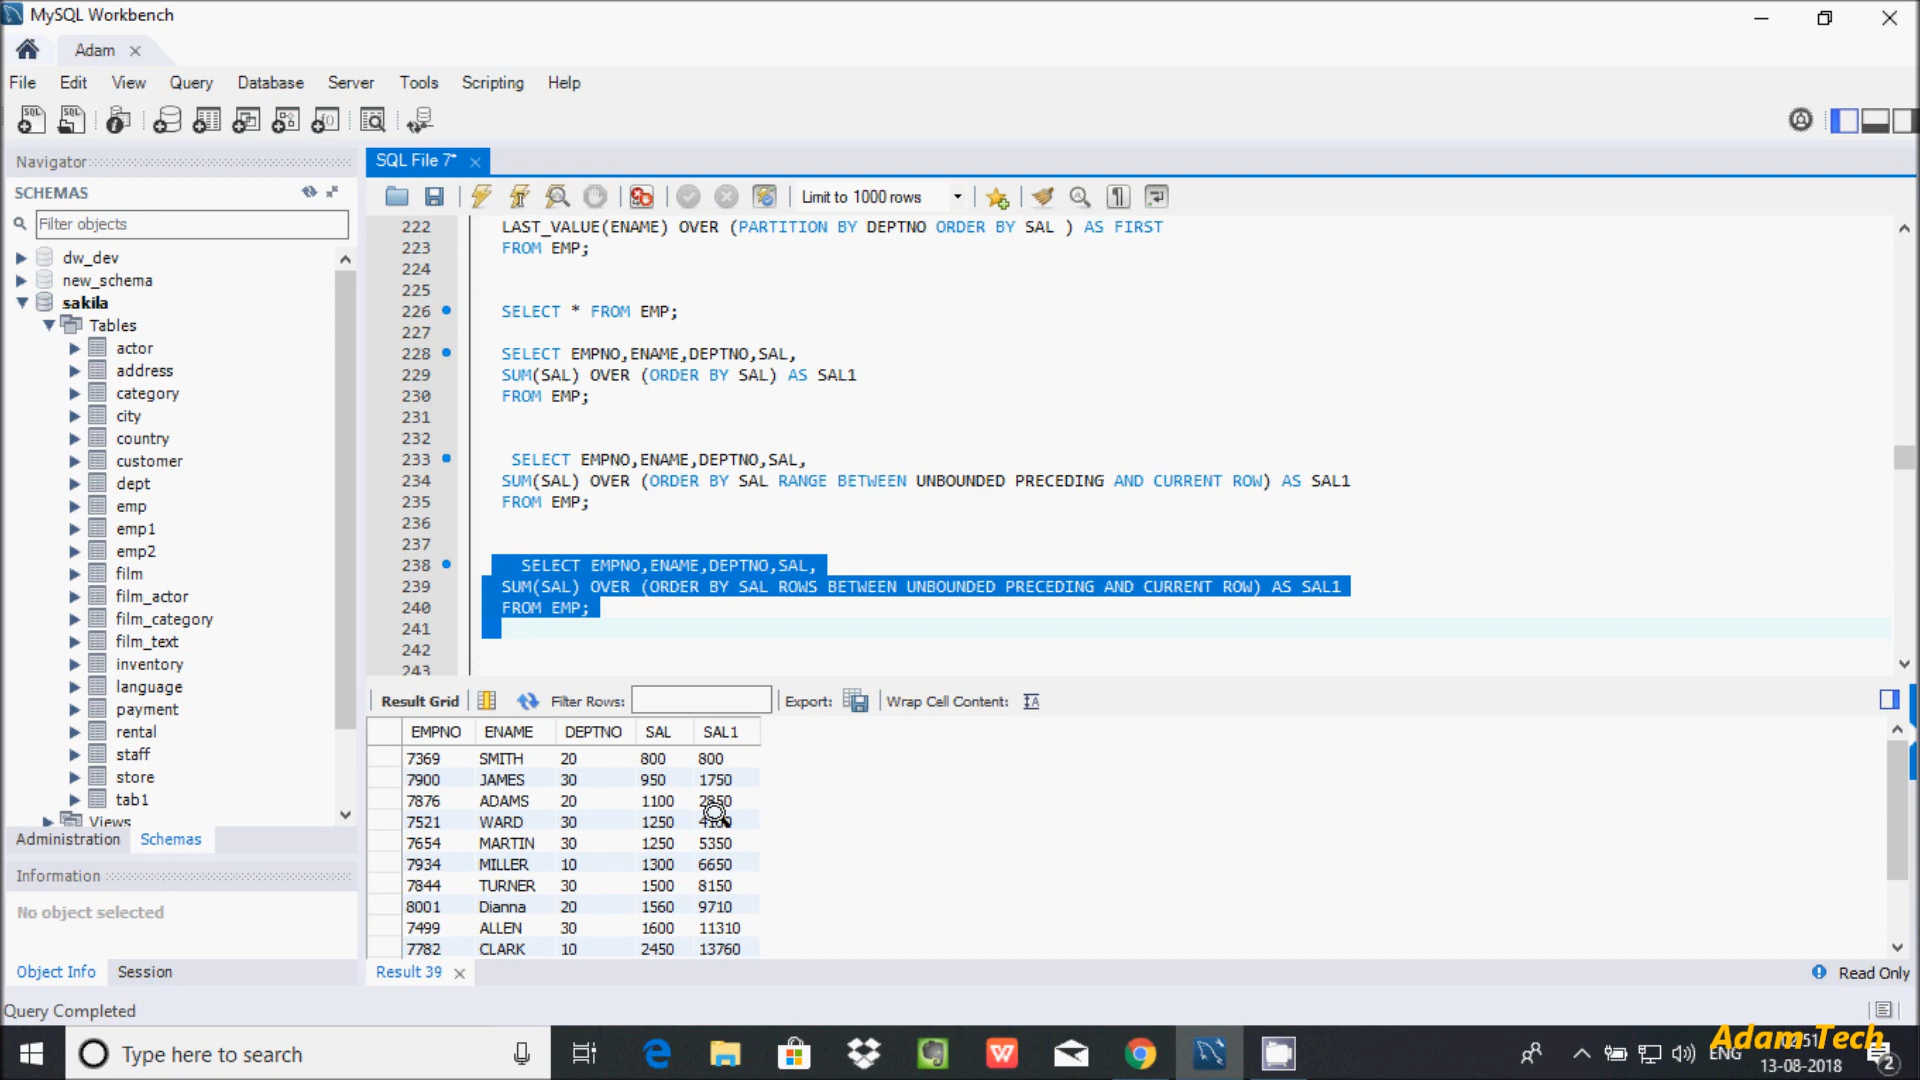 MySQL Workbench
Adam
File Edit View Query Database Server Tools Scripting Help
Navigator
SQL File 7*
SCHEMAS
Limit to 1000 rows
Filter objects
dw_dev
new_schema
sakila
Tables
actor
address
category
city
country
customer
dept
emp
emp1
emp2
film
film_actor
film_category
film_text
inventory
language
payment
rental
staff
store
tab1
Views
Administration Schemas
Information
No object selected
Object Info Session
222 LAST_VALUE(ENAME) OVER (PARTITION BY DEPTNO ORDER BY SAL ) AS FIRST
223 FROM EMP;
224
225
226 SELECT * FROM EMP;
227
228 SELECT EMPNO,ENAME,DEPTNO,SAL,
229 SUM(SAL) OVER (ORDER BY SAL) AS SAL1
230 FROM EMP;
231
232
233 SELECT EMPNO,ENAME,DEPTNO,SAL,
234 SUM(SAL) OVER (ORDER BY SAL RANGE BETWEEN UNBOUNDED PRECEDING AND CURRENT ROW) AS SAL1
235 FROM EMP;
236
237
238 SELECT EMPNO,ENAME,DEPTNO,SAL,
239 SUM(SAL) OVER (ORDER BY SAL ROWS BETWEEN UNBOUNDED PRECEDING AND CURRENT ROW) AS SAL1
240 FROM EMP;
241
242
243
Result Grid Filter Rows: Export: Wrap Cell Content:
EMPNO ENAME DEPTNO SAL SAL1
7369 SMITH 20 800 800
7900 JAMES 30 950 1750
7876 ADAMS 20 1100 2850
7521 WARD 30 1250 4100
7654 MARTIN 30 1250 5350
7934 MILLER 10 1300 6650
7844 TURNER 30 1500 8150
8001 Dianna 20 1560 9710
7499 ALLEN 30 1600 11310
7782 CLARK 10 2450 13760
Result 39 Read Only
Query Completed
Type here to search
Adam Tech
ENG
13-08-2018
2